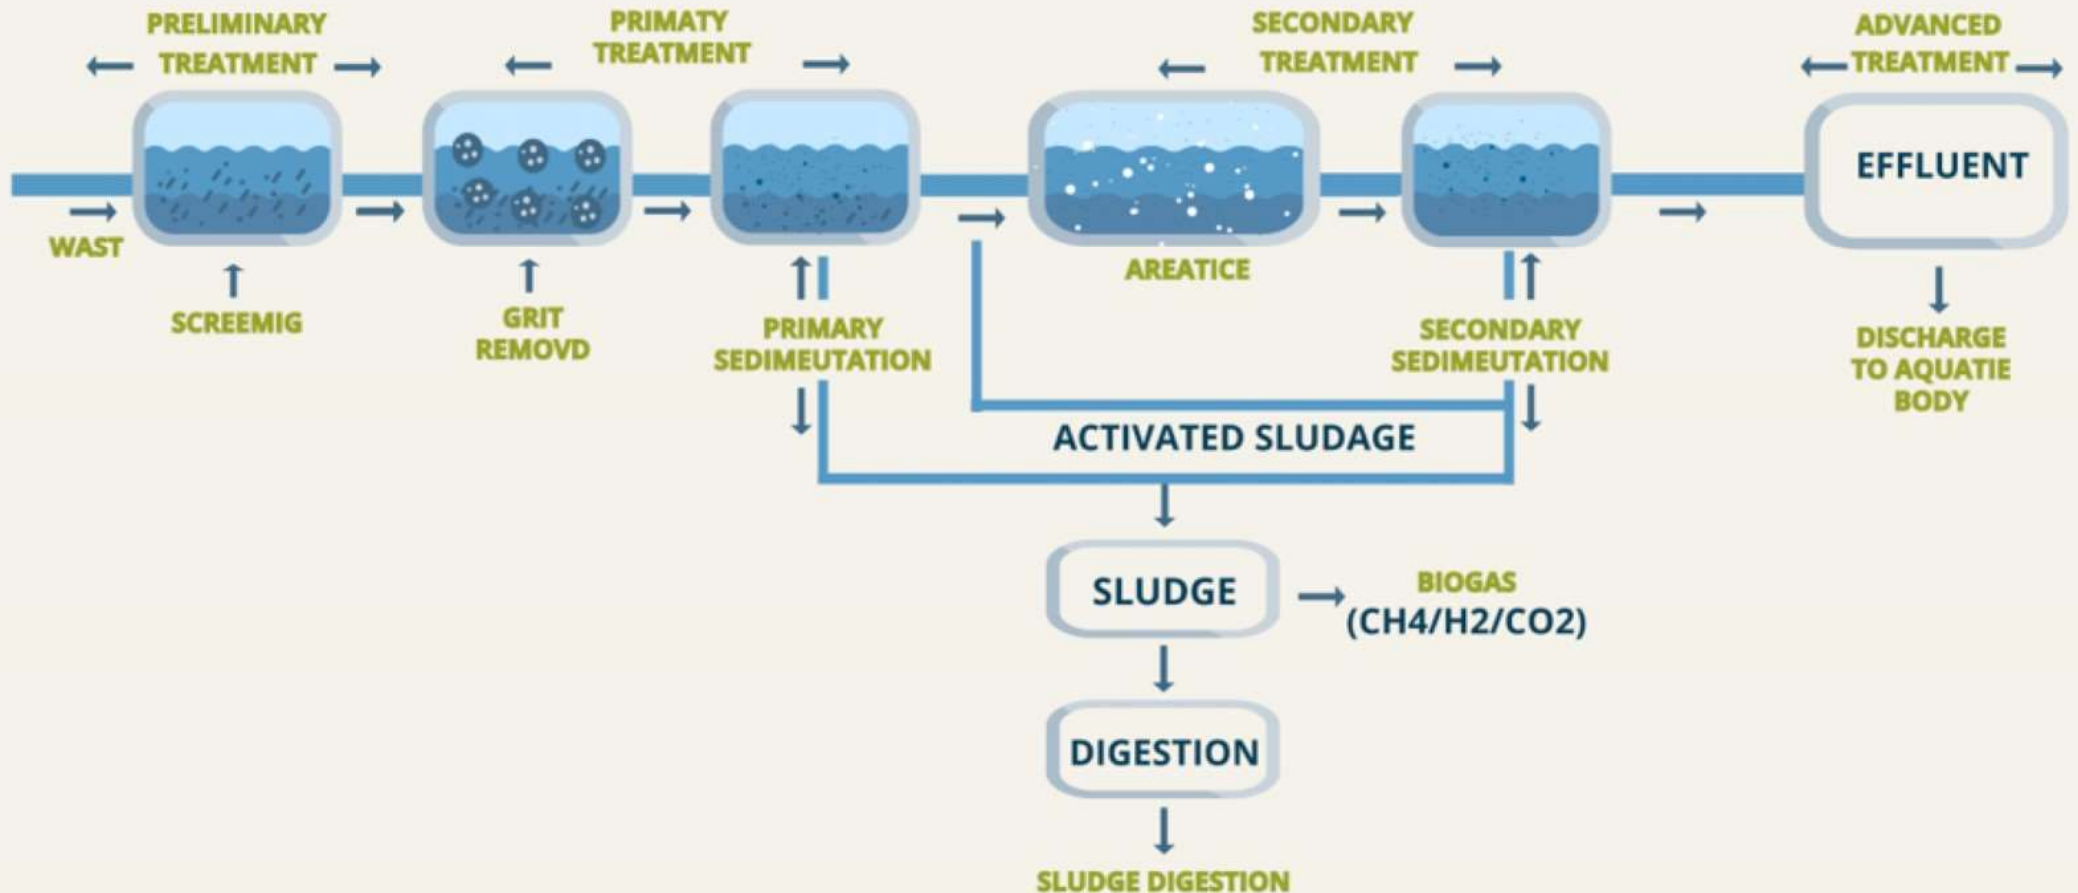 PRELIMINARY
TREATMENT
PRIMATY
TREATMENT
SECONDARY
TREATMENT
ADVANCED
TREATMENT
EFFLUENT
WAST
SCREEMIG
GRIT
REMOVD
PRIMARY
SEDIMEUTATION
AREATICE
SECONDARY
SEDIMEUTATION
DISCHARGE
TO AQUATIE
BODY
ACTIVATED SLUDAGE
SLUDGE
BIOGAS
(CH4/H2/CO2)
DIGESTION
SLUDGE DIGESTION